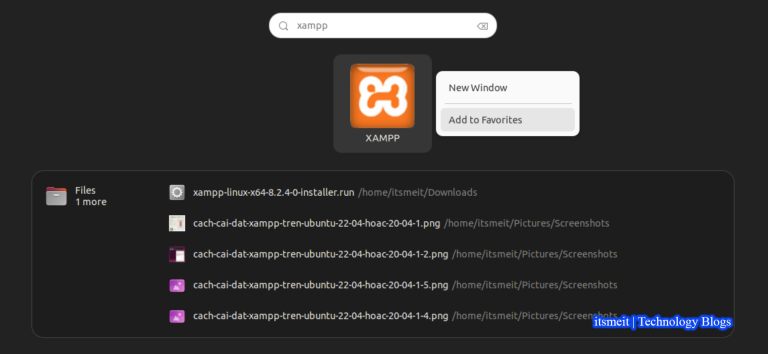 xampp
New Window
Add to Favorites
XAMPP
Files
1 more
xampp-linux-x64-8.2.4-0-installer.run /home/itsmeit/Downloads
cach-cai-dat-xampp-tren-ubuntu-22-04-hoac-20-04-1.png /home/itsmeit/Pictures/Screenshots
cach-cai-dat-xampp-tren-ubuntu-22-04-hoac-20-04-1-2.png /home/itsmeit/Pictures/Screenshots
cach-cai-dat-xampp-tren-ubuntu-22-04-hoac-20-04-1-5.png /home/itsmeit/Pictures/Screenshots
cach-cai-dat-xampp-tren-ubuntu-22-04-hoac-20-04-1-4.png /home/itsmeit/Pictures/Screenshots
itsmeit | Technology Blogs